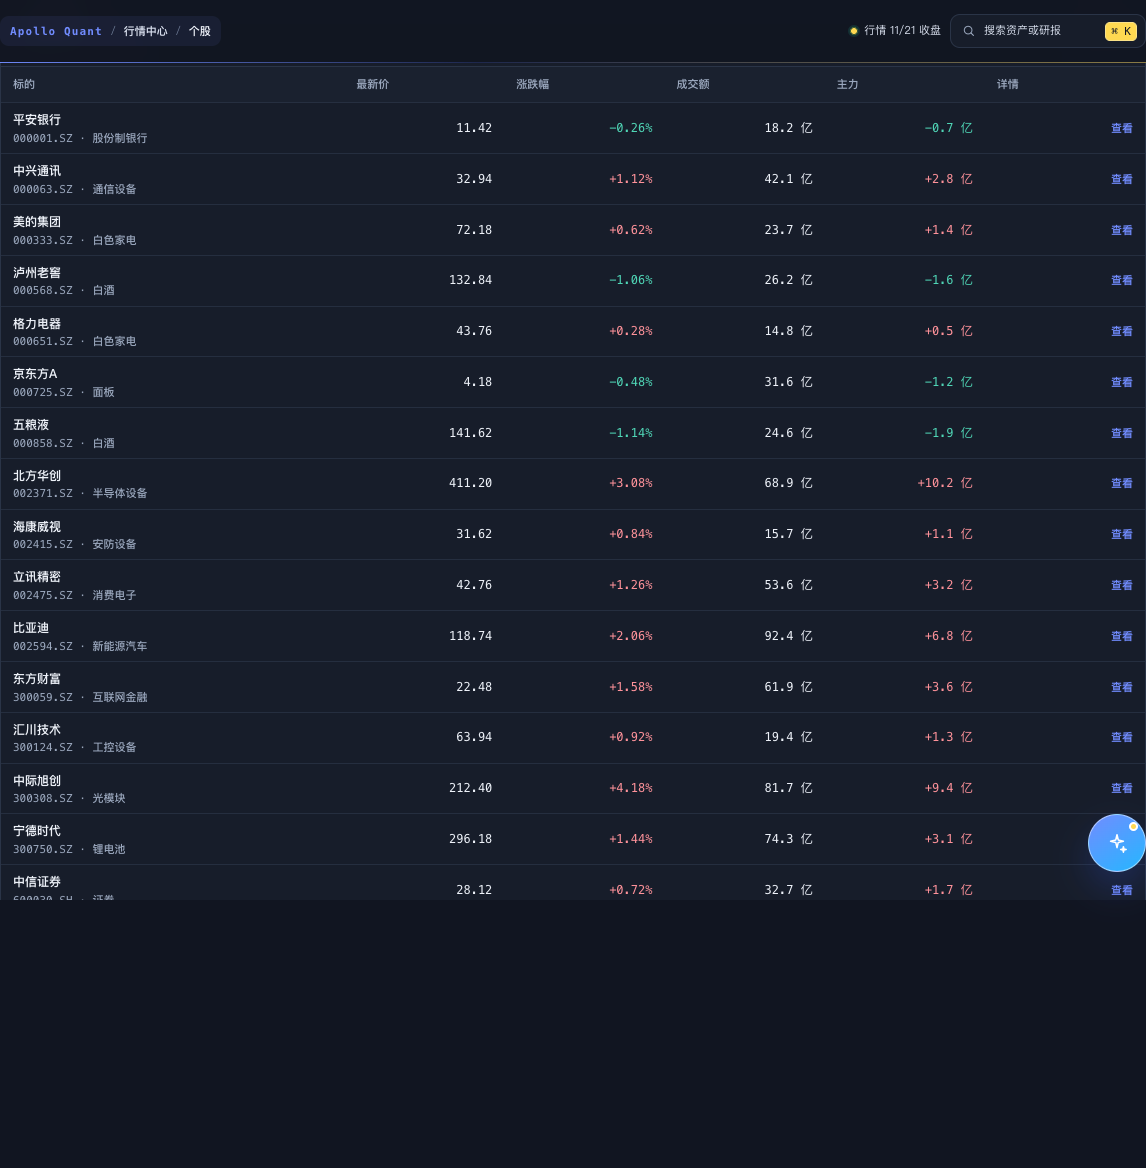 Apollo Quant / 行情中心 / 个股
行情 11/21 收盘
搜索资产或研报
⌘ K
标的 最新价 涨跌幅 成交额 主力 详情
平安银行
000001.SZ · 股份制银行
11.42 −0.26% 18.2 亿 −0.7 亿 查看
中兴通讯
000063.SZ · 通信设备
32.94 +1.12% 42.1 亿 +2.8 亿 查看
美的集团
000333.SZ · 白色家电
72.18 +0.62% 23.7 亿 +1.4 亿 查看
泸州老窖
000568.SZ · 白酒
132.84 −1.06% 26.2 亿 −1.6 亿 查看
格力电器
000651.SZ · 白色家电
43.76 +0.28% 14.8 亿 +0.5 亿 查看
京东方A
000725.SZ · 面板
4.18 −0.48% 31.6 亿 −1.2 亿 查看
五粮液
000858.SZ · 白酒
141.62 −1.14% 24.6 亿 −1.9 亿 查看
北方华创
002371.SZ · 半导体设备
411.20 +3.08% 68.9 亿 +10.2 亿 查看
海康威视
002415.SZ · 安防设备
31.62 +0.84% 15.7 亿 +1.1 亿 查看
立讯精密
002475.SZ · 消费电子
42.76 +1.26% 53.6 亿 +3.2 亿 查看
比亚迪
002594.SZ · 新能源汽车
118.74 +2.06% 92.4 亿 +6.8 亿 查看
东方财富
300059.SZ · 互联网金融
22.48 +1.58% 61.9 亿 +3.6 亿 查看
汇川技术
300124.SZ · 工控设备
63.94 +0.92% 19.4 亿 +1.3 亿 查看
中际旭创
300308.SZ · 光模块
212.40 +4.18% 81.7 亿 +9.4 亿 查看
宁德时代
300750.SZ · 锂电池
296.18 +1.44% 74.3 亿 +3.1 亿 查看
中信证券
600030.SH · 证券
28.12 +0.72% 32.7 亿 +1.7 亿 查看